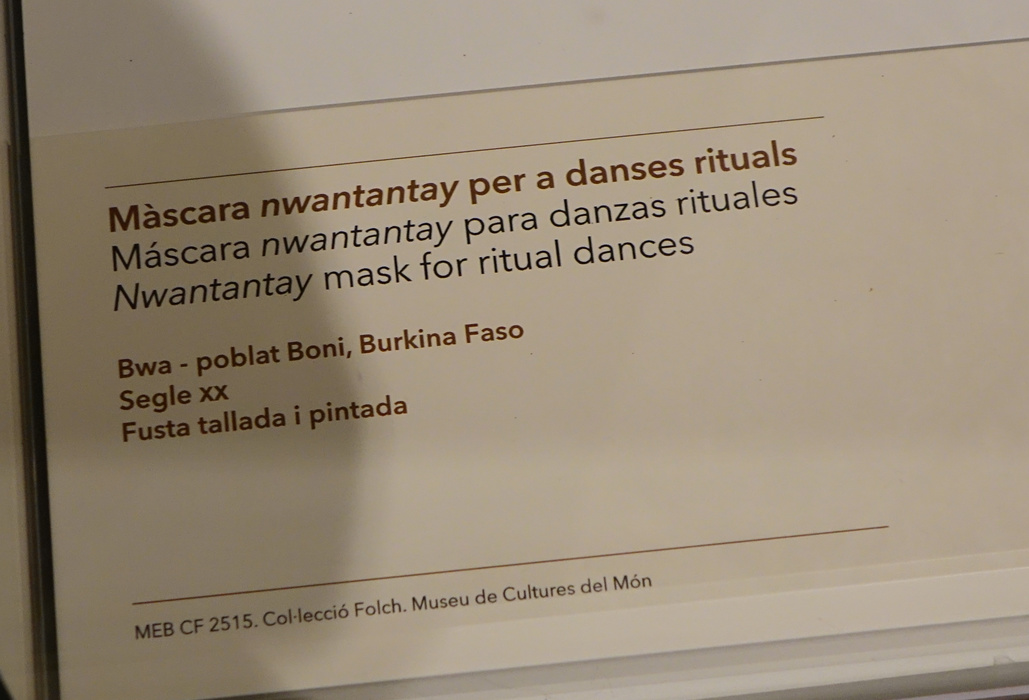 Màscara nwantantay per a danses rituals
Máscara nwantantay para danzas rituales
Nwantantay mask for ritual dances
Bwa - poblat Boni, Burkina Faso
Segle XX
Fusta tallada i pintada
MEB CF 2515. Col·lecció Folch. Museu de Cultures del Món